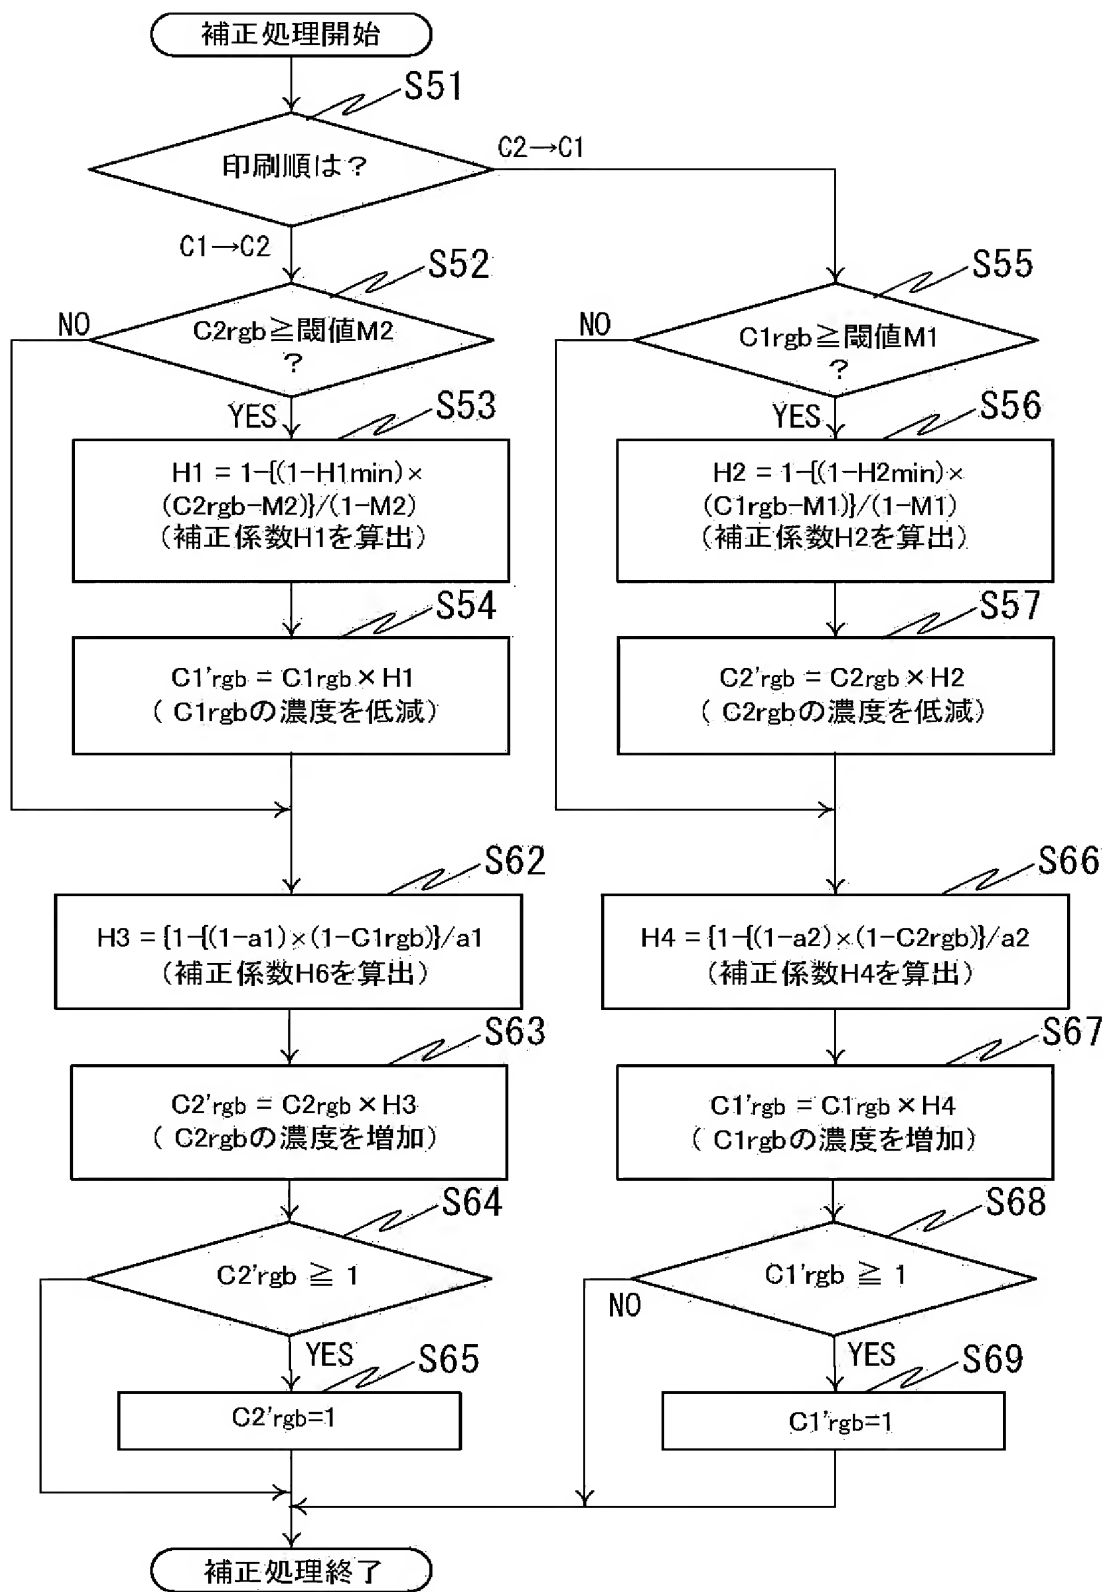 補正処理開始
S51
印刷順は？
C2→C1
C1→C2
S52
C2rgb≧閾値M2
？
NO
YES
S53
H1 = 1-{(1-H1min)×
(C2rgb-M2)}/(1-M2)
(補正係数H1を算出)
S54
C1'rgb = C1rgb×H1
( C1rgbの濃度を低減)
S55
C1rgb≧閾値M1
？
NO
YES
S56
H2 = 1-{(1-H2min)×
(C1rgb-M1)}/(1-M1)
(補正係数H2を算出)
S57
C2'rgb = C2rgb×H2
( C2rgbの濃度を低減)
S62
H3 = {1-{(1-a1)×(1-C1rgb)}/a1
(補正係数H6を算出)
S63
C2'rgb = C2rgb×H3
( C2rgbの濃度を増加)
S64
C2'rgb ≧ 1
YES
S65
C2'rgb=1
S66
H4 = {1-{(1-a2)×(1-C2rgb)}/a2
(補正係数H4を算出)
S67
C1'rgb = C1rgb×H4
( C1rgbの濃度を増加)
S68
C1'rgb ≧ 1
NO
YES
S69
C1'rgb=1
補正処理終了